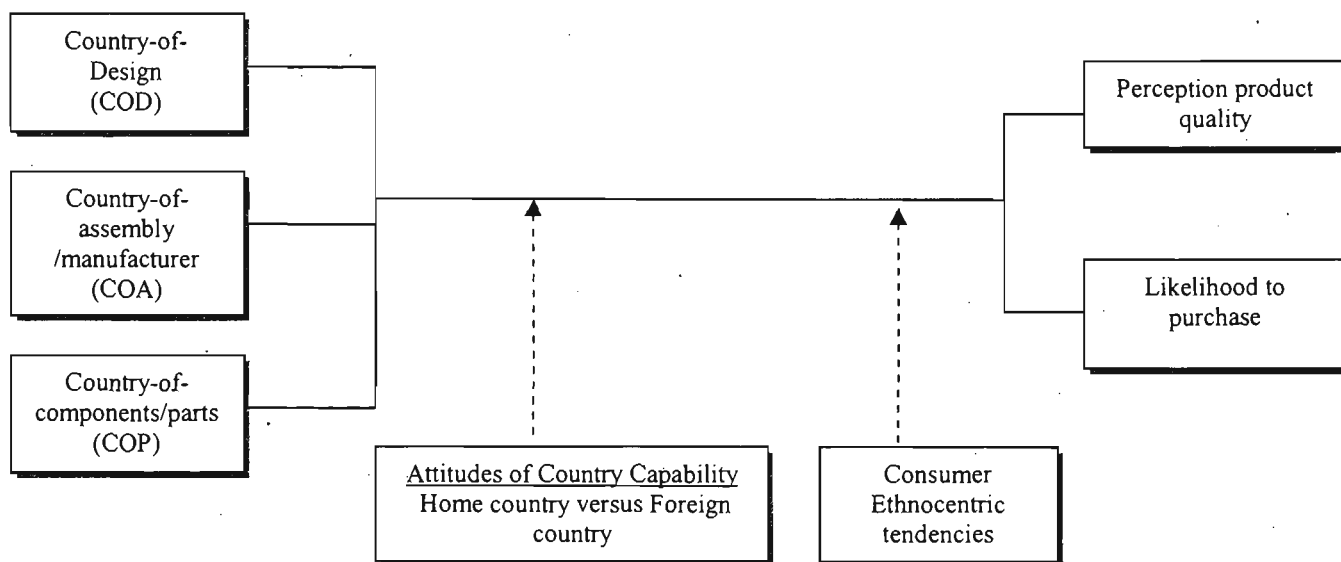 Country-of-
Design
(COD)
Country-of-
assembly
/manufacturer
(COA)
Country-of-
components/parts
(COP)
Attitudes of Country Capability
Home country versus Foreign
country
Consumer
Ethnocentric
tendencies
Perception product
quality
Likelihood to
purchase